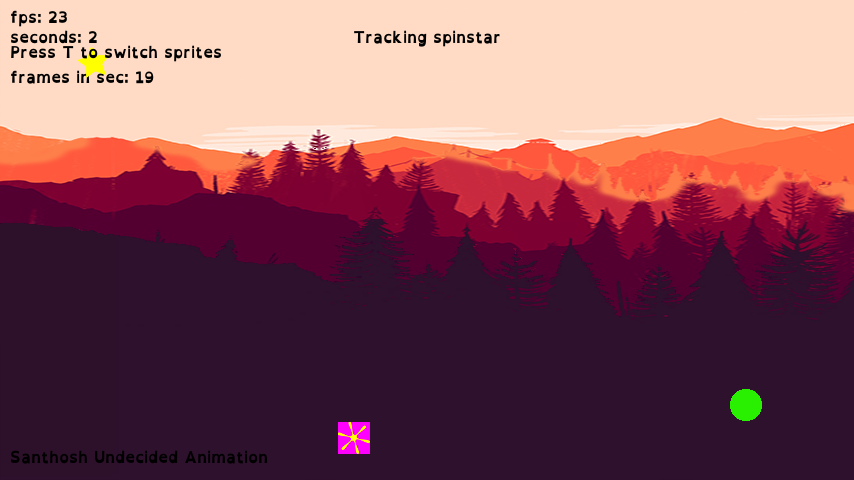 fps: 23
seconds: 2
Tracking spinstar
Press T to switch sprites
frames in sec: 19
Santhosh Undecided Animation